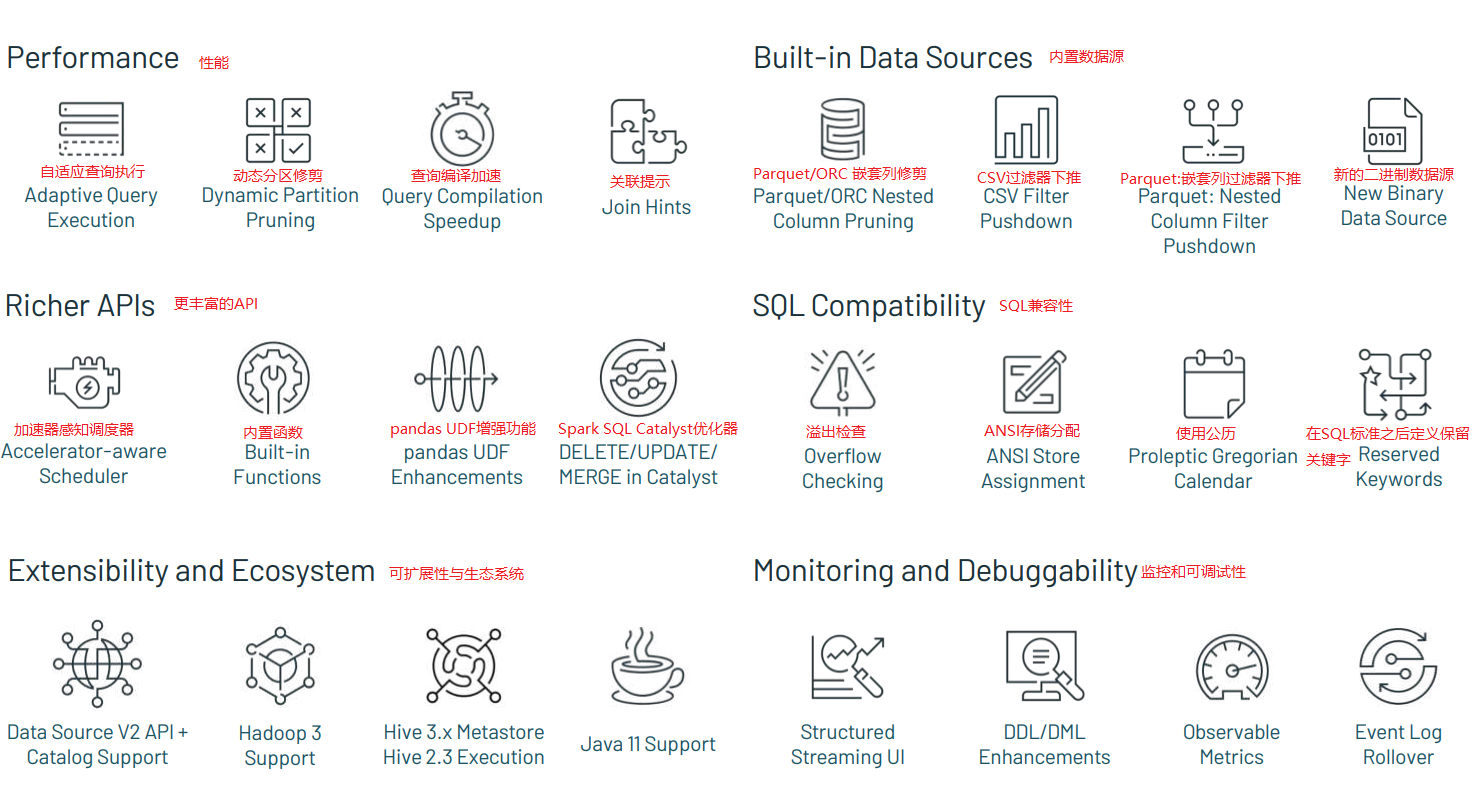 Performance 性能
自适应查询执行
Adaptive Query
Execution
动态分区修剪
Dynamic Partition
Pruning
查询编译加速
Query Compilation
Speedup
关联提示
Join Hints
Built-in Data Sources 内置数据源
Parquet/ORC 嵌套列修剪
Parquet/ORC Nested
Column Pruning
CSV过滤器下推
CSV Filter
Pushdown
Parquet:嵌套列过滤器下推
Parquet: Nested
Column Filter
Pushdown
新的二进制数据源
0101
New Binary
Data Source
Richer APIs 更丰富的API
加速器感知调度器
Accelerator-aware
Scheduler
内置函数
Built-in
Functions
pandas UDF增强功能
pandas UDF
Enhancements
Spark SQL Catalyst优化器
DELETE/UPDATE/
MERGE in Catalyst
SQL Compatibility SQL兼容性
溢出检查
Overflow
Checking
ANSI存储分配
ANSI Store
Assignment
使用公历
Proleptic Gregorian
Calendar
在SQL标准之后定义保留
关键字
Reserved
Keywords
Extensibility and Ecosystem 可扩展性与生态系统
Data Source V2 API +
Catalog Support
Hadoop 3
Support
Hive 3.x Metastore
Hive 2.3 Execution
Java 11 Support
Monitoring and Debuggability 监控和可调试性
Structured
Streaming UI
DDL/DML
Enhancements
Observable
Metrics
Event Log
Rollover